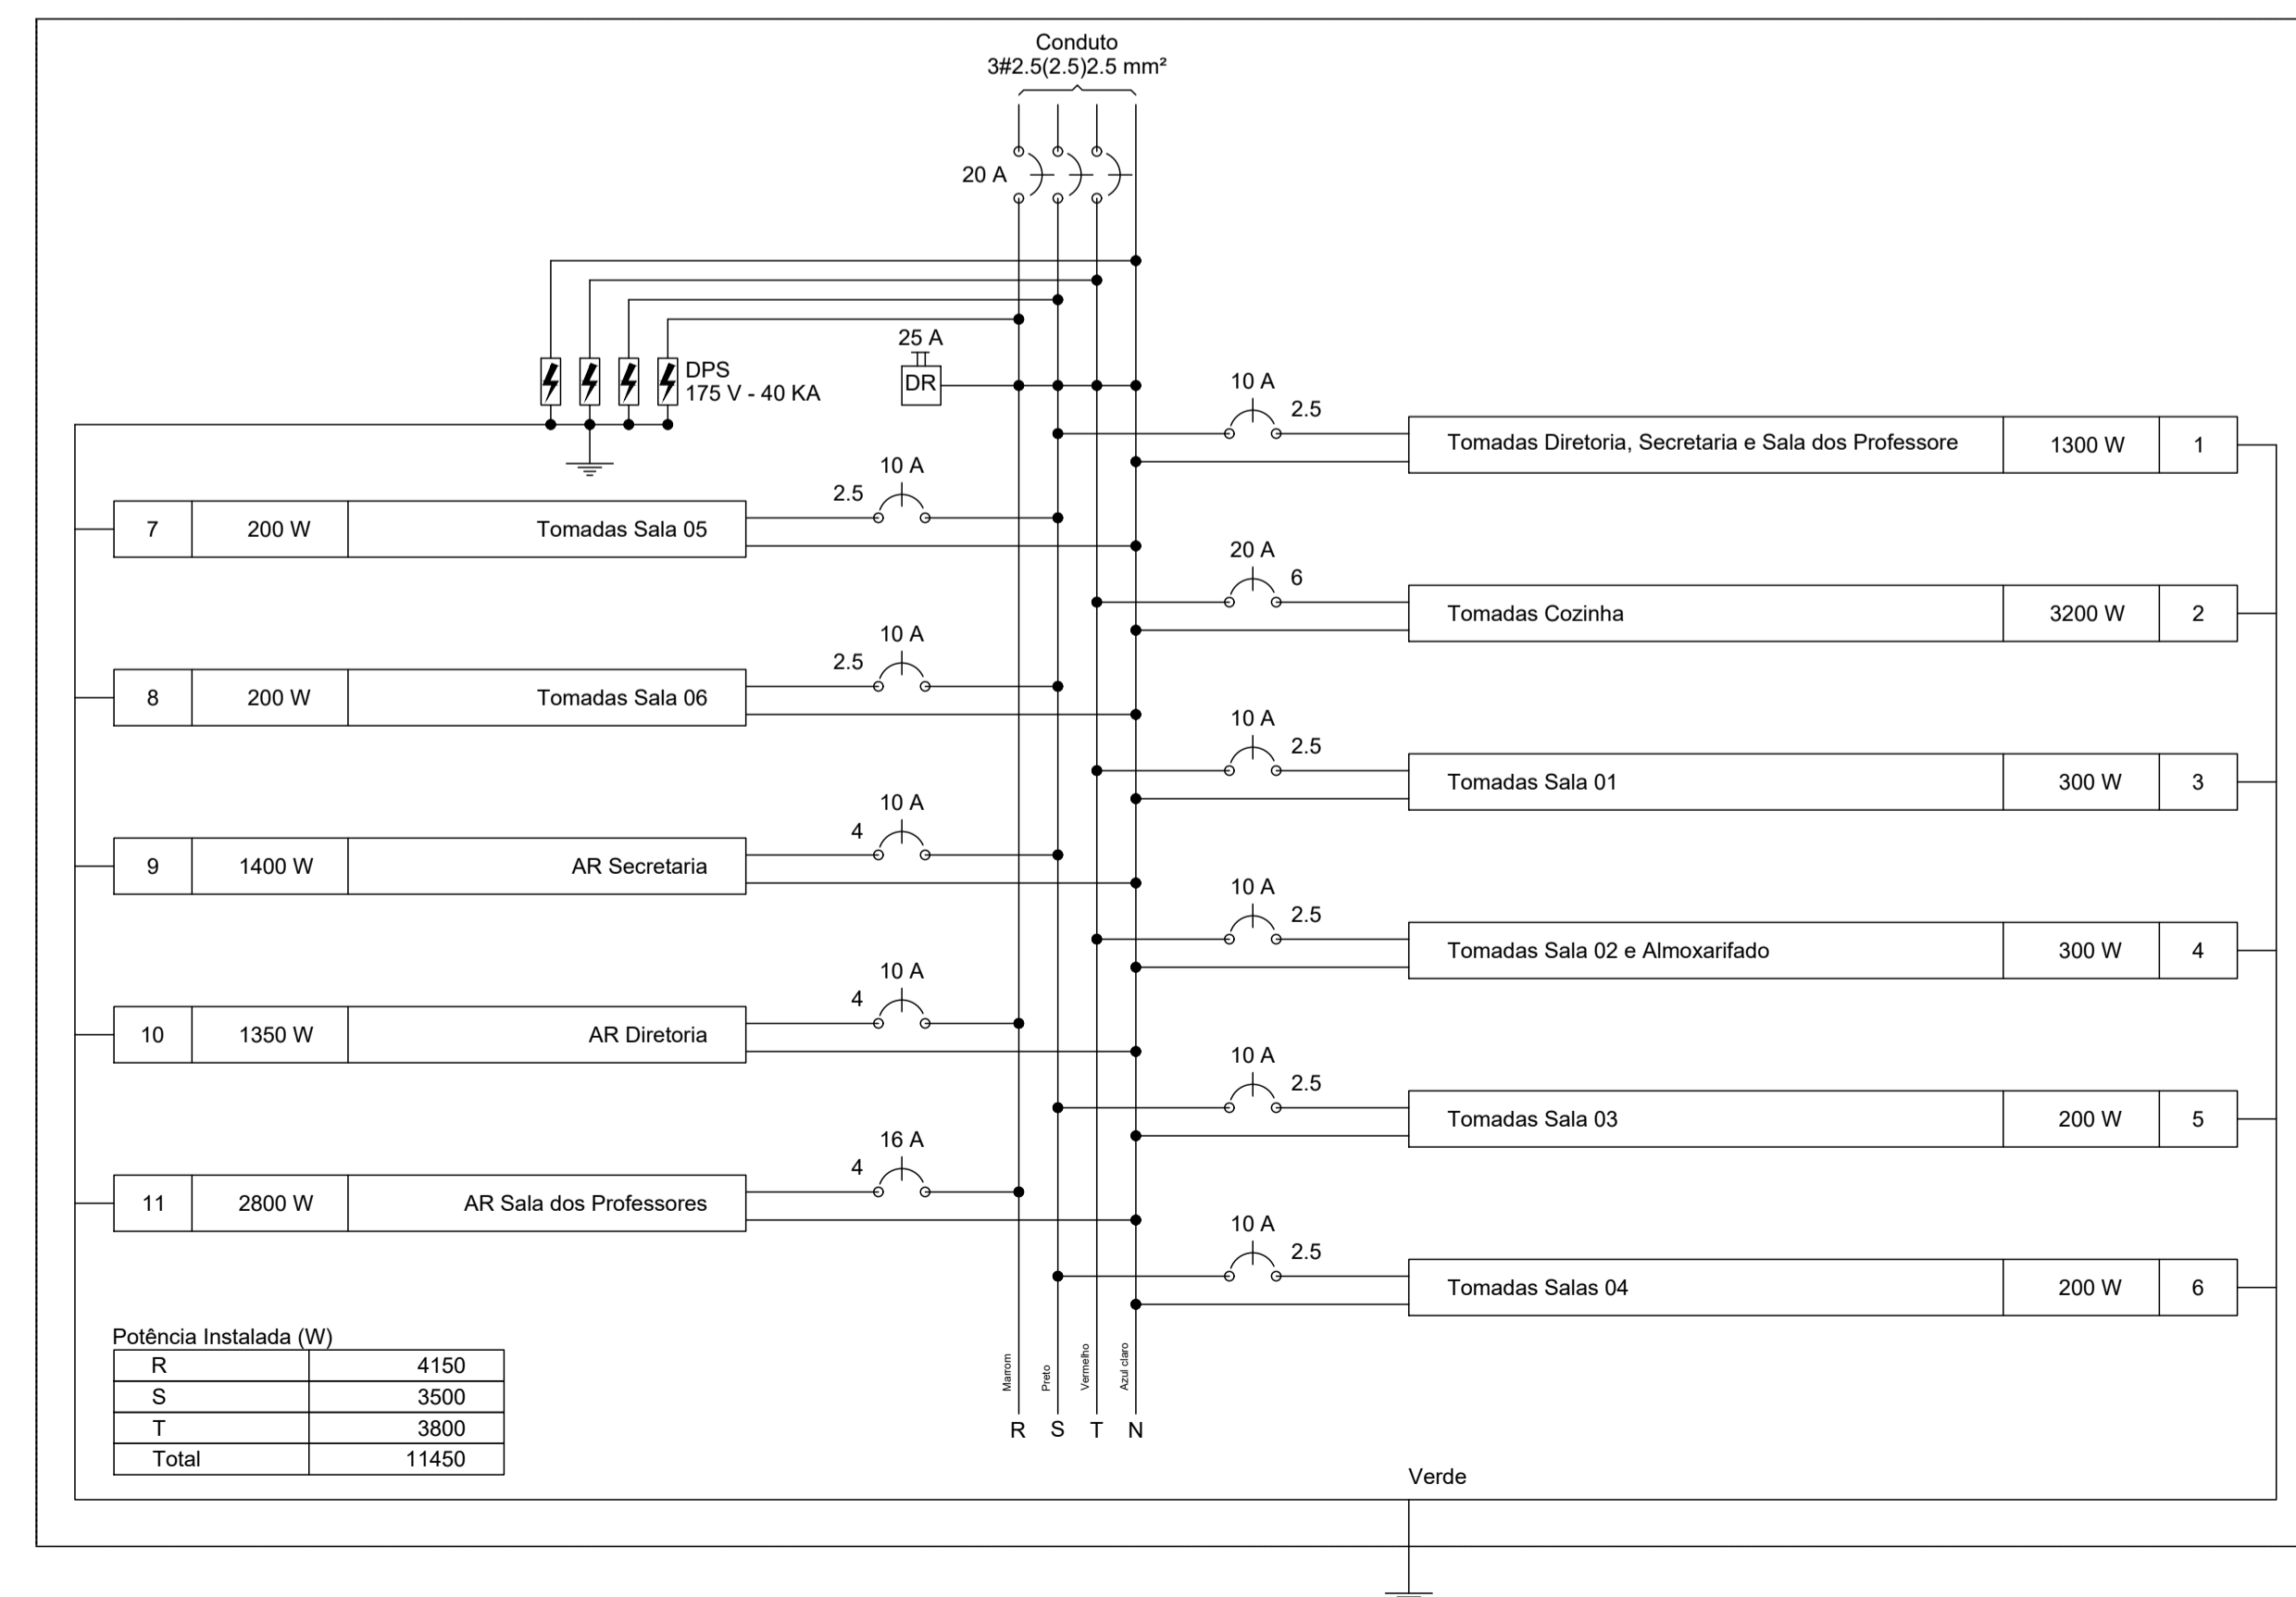 Conduto
3#2.5(2.5)2.5 mm²
20 A
25 A
DR
DPS
175 V - 40 KA
10 A
2.5
Tomadas Diretoria, Secretaria e Sala dos Professore 1300 W 1
10 A
2.5
7 200 W Tomadas Sala 05
20 A
6
Tomadas Cozinha 3200 W 2
10 A
2.5
8 200 W Tomadas Sala 06
10 A
2.5
Tomadas Sala 01 300 W 3
10 A
4
9 1400 W AR Secretaria
10 A
2.5
Tomadas Sala 02 e Almoxarifado 300 W 4
10 A
4
10 1350 W AR Diretoria
10 A
2.5
Tomadas Sala 03 200 W 5
16 A
4
11 2800 W AR Sala dos Professores
10 A
2.5
Tomadas Salas 04 200 W 6
Potência Instalada (W)
R 4150
S 3500
T 3800
Total 11450
Marrom
Preto
Vermelho
Azul claro
R S T N
Verde